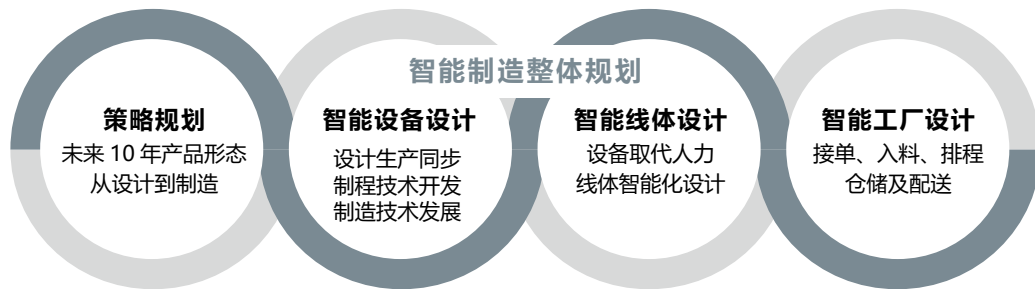 智能制造整体规划
策略规划
未来 10 年产品形态
从设计到制造
智能设备设计
设计生产同步
制程技术开发
制造技术发展
智能线体设计
设备取代人力
线体智能化设计
智能工厂设计
接单、入料、排程
仓储及配送